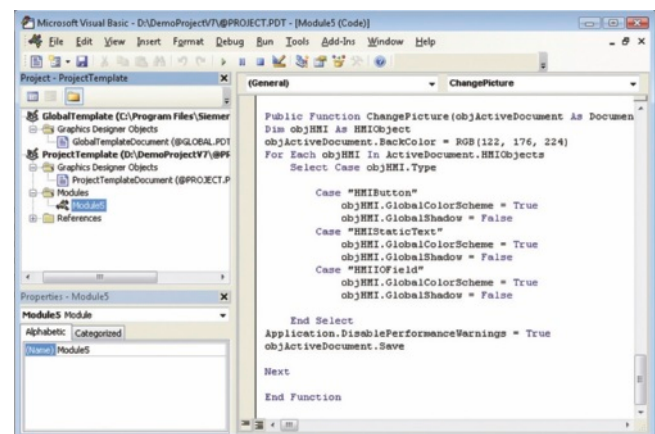 Microsoft Visual Basic - D:\DemoProjectV7\@PROJECT.PDT - [Module5 (Code)]
File Edit View Insert Format Debug Run Tools Add-Ins Window Help
Project - ProjectTemplate
GlobalTemplate (C:\Program Files\Siemer
Graphics Designer Objects
GlobalTemplateDocument (@GLOBAL.PDT
ProjectTemplate (D:\DemoProjectV7\@PF
Graphics Designer Objects
ProjectTemplateDocument (@PROJECT.P
Modules
Module5
References
Properties - Module5
Module5 Module
Alphabetic Categorized
(Name) Module5
(General) ChangePicture
Public Function ChangePicture(objActiveDocument As Documen
Dim objHMI As HMIObject
objActiveDocument.BackColor = RGB(122, 176, 224)
For Each objHMI In ActiveDocument.HMIObjects
Select Case objHMI.Type
Case "HMIButton"
objHMI.GlobalColorScheme = True
objHMI.GlobalShadow = False
Case "HMIStaticText"
objHMI.GlobalColorScheme = True
objHMI.GlobalShadow = False
Case "HMIIOField"
objHMI.GlobalColorScheme = True
objHMI.GlobalShadow = False
End Select
Application.DisablePerformanceWarnings = True
objActiveDocument.Save
Next
End Function